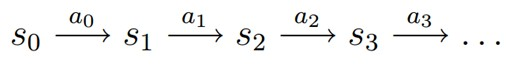 s₀ —a₀→ s₁ —a₁→ s₂ —a₂→ s₃ —a₃→ ...